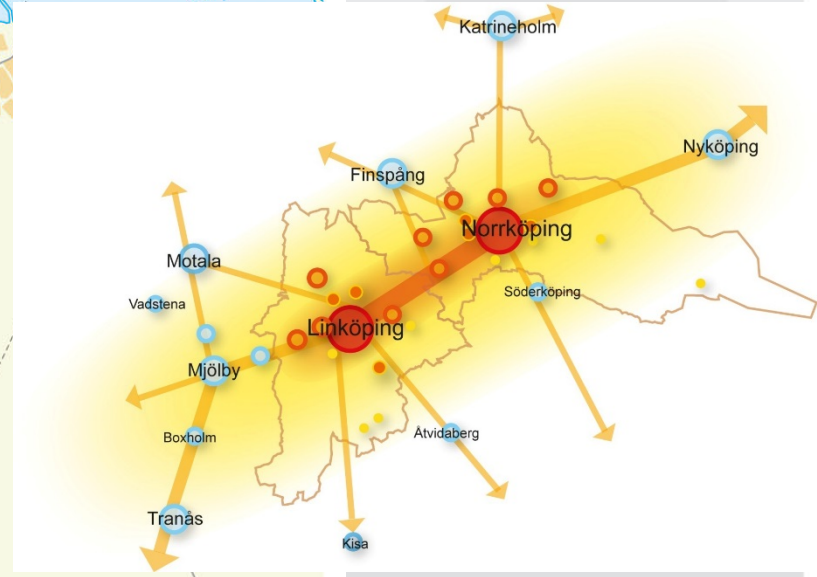 Katrineholm
Nyköping
Finspång
Norrköping
Motala
Söderköping
Vadstena
Linköping
Mjölby
Boxholm
Åtvidaberg
Tranås
Kisa